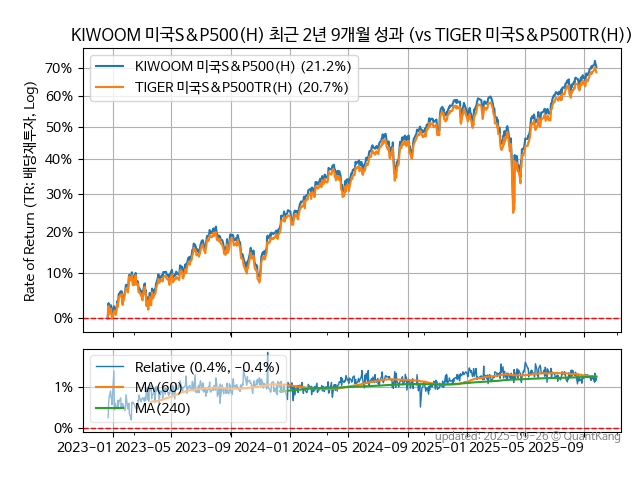 KIWOOM 미국S&P500(H) 최근 2년 9개월 성과 (vs TIGER 미국S&P500TR(H))
KIWOOM 미국S&P500(H) (21.2%)
TIGER 미국S&P500TR(H) (20.7%)
Rate of Return (TR: 배당재투자, Log)
70%
60%
50%
40%
30%
20%
10%
0%
Relative (0.4%, -0.4%)
MA(60)
MA(240)
1%
0%
2023-01 2023-05 2023-09 2024-01 2024-05 2024-09 2025-01 2025-05 2025-09
updated: 2025-09-26 © QuantKang